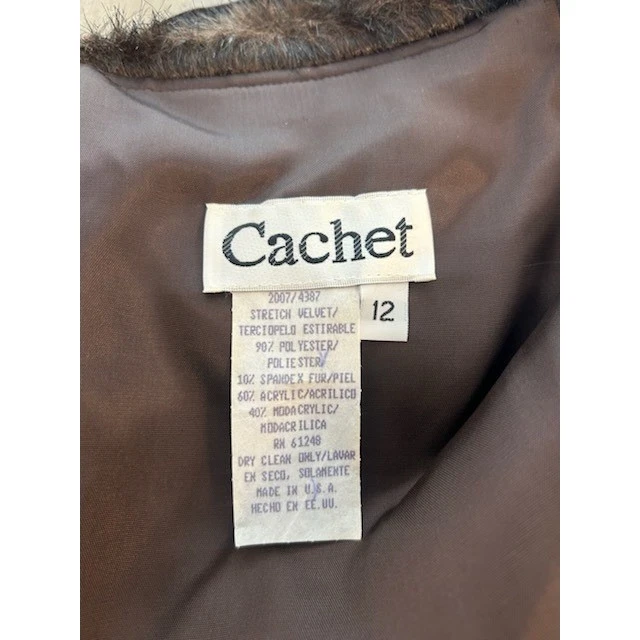 Cachet
12
2007/4387
STRETCH VELVET/
TERCIOPELO ESTIRABLE
90% POLYESTER/
POLIESTER
10% SPANDEX FUR/PIEL
60% ACRYLIC/ACRILICO
40% MODACRYLIC/
MODACRILICA
RN 61248
DRY CLEAN ONLY/LAVAR
EN SECO, SOLAMENTE
MADE IN U.S.A.
HECHO EN EE.UU.